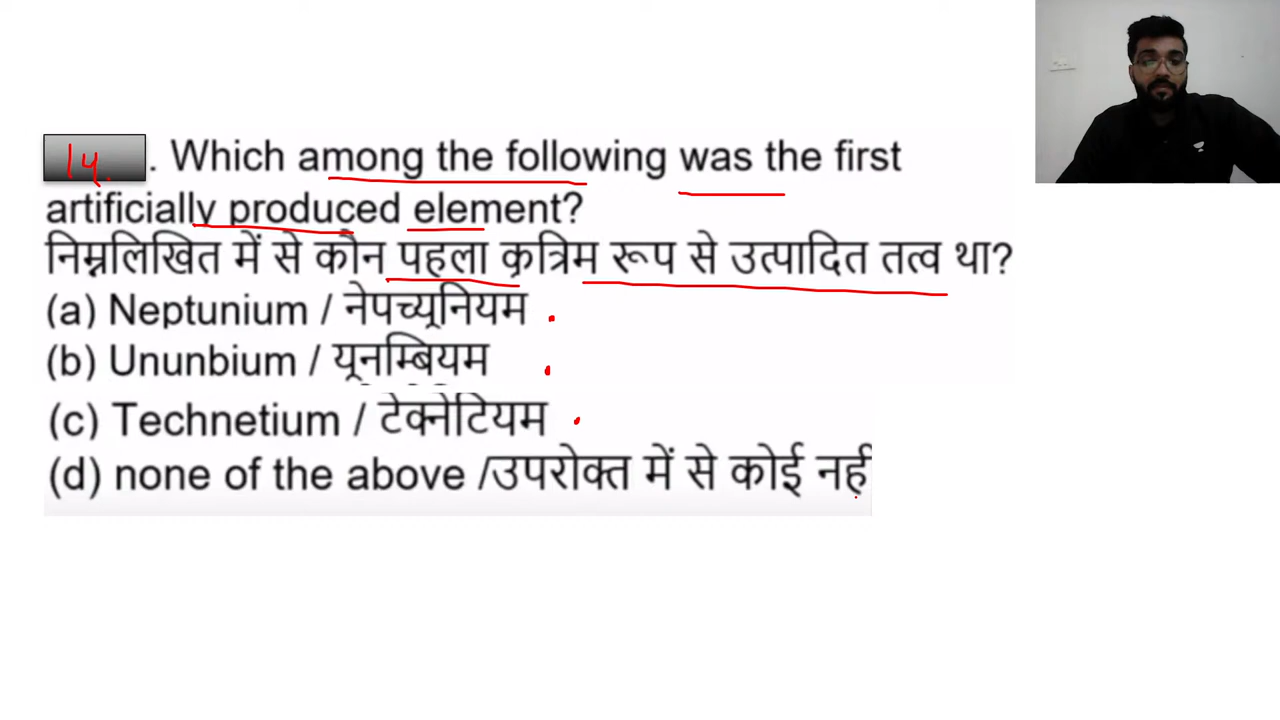 14. . Which among the following was the first
artificially produced element?
निम्नलिखित में से कौन पहला कृत्रिम रूप से उत्पादित तत्व था?
(a) Neptunium / नेपच्यूनियम
(b) Ununbium / यूनम्बियम
(c) Technetium / टेक्नेटियम
(d) none of the above /उपरोक्त में से कोई